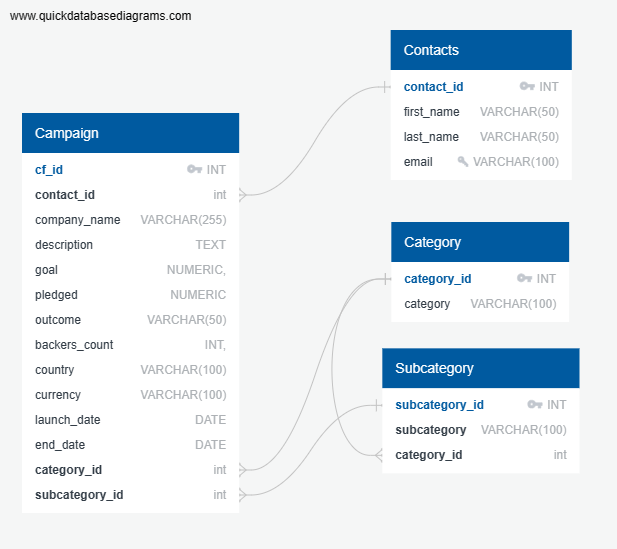 www.quickdatabasediagrams.com
Campaign
cf_id INT
contact_id int
company_name VARCHAR(255)
description TEXT
goal NUMERIC,
pledged NUMERIC
outcome VARCHAR(50)
backers_count INT,
country VARCHAR(100)
currency VARCHAR(100)
launch_date DATE
end_date DATE
category_id int
subcategory_id int
Contacts
contact_id INT
first_name VARCHAR(50)
last_name VARCHAR(50)
email VARCHAR(100)
Category
category_id INT
category VARCHAR(100)
Subcategory
subcategory_id INT
subcategory VARCHAR(100)
category_id int